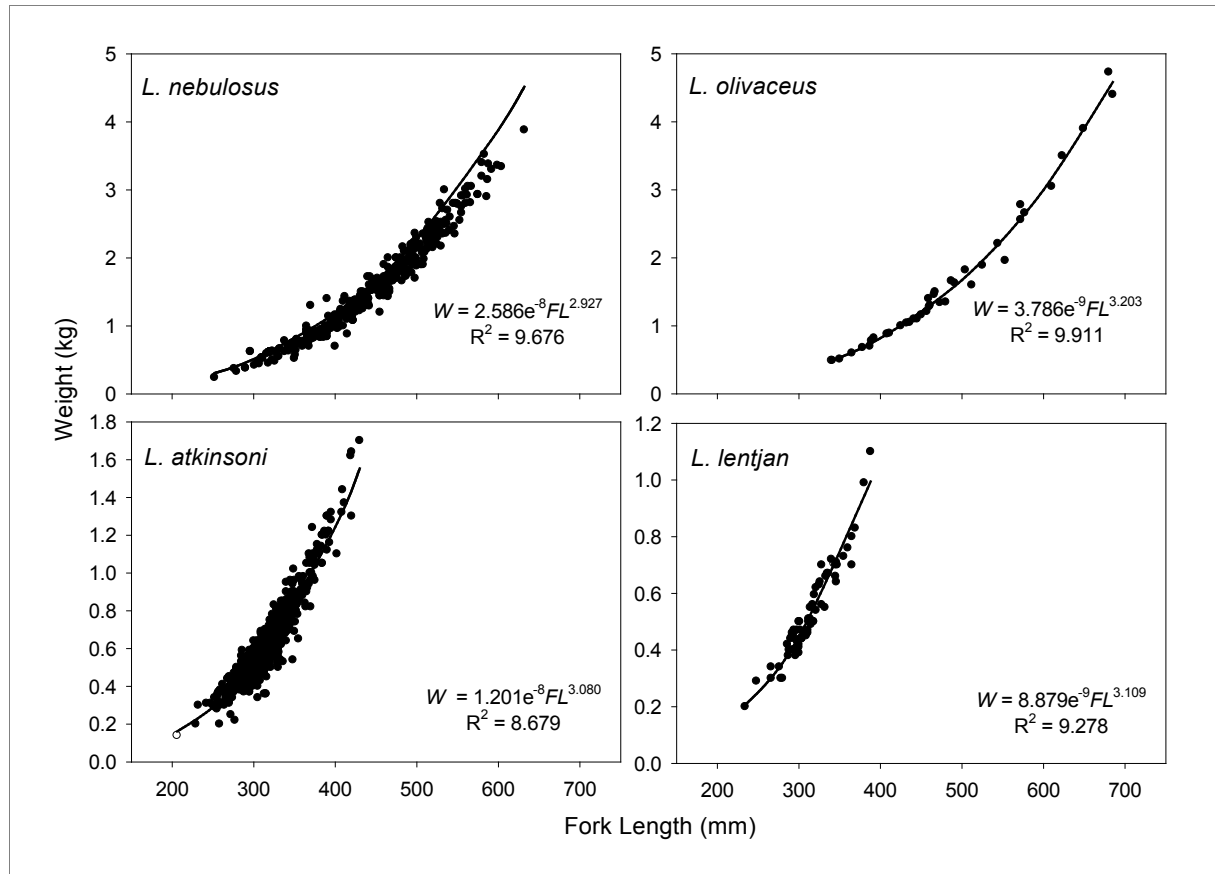 L. nebulosus
L. olivaceus
5
4
3
2
1
0
5
4
3
2
1
0
W = 2.586e⁻⁸FL²·⁹²⁷
R² = 9.676
W = 3.786e⁻⁹FL³·²⁰³
R² = 9.911
Weight (kg)
L. atkinsoni
L. lentjan
1.8
1.6
1.4
1.2
1.0
0.8
0.6
0.4
0.2
0.0
1.2
1.0
0.8
0.6
0.4
0.2
0.0
W = 1.201e⁻⁸FL³·⁰⁸⁰
R² = 8.679
W = 8.879e⁻⁹FL³·¹⁰⁹
R² = 9.278
200 300 400 500 600 700
200 300 400 500 600 700
Fork Length (mm)